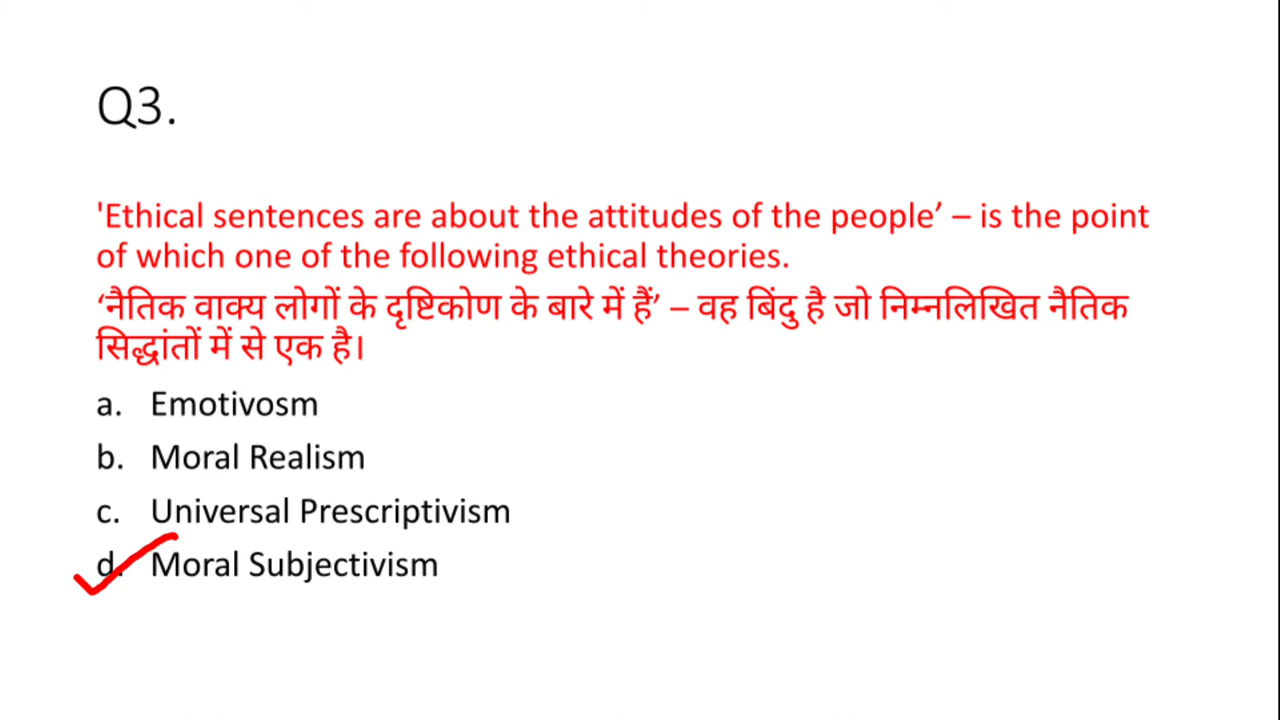 Q3.
'Ethical sentences are about the attitudes of the people’ – is the point
of which one of the following ethical theories.
‘नैतिक वाक्य लोगों के दृष्टिकोण के बारे में हैं’ – वह बिंदु है जो निम्नलिखित नैतिक
सिद्धांतों में से एक है।
a. Emotivosm
b. Moral Realism
c. Universal Prescriptivism
d. Moral Subjectivism